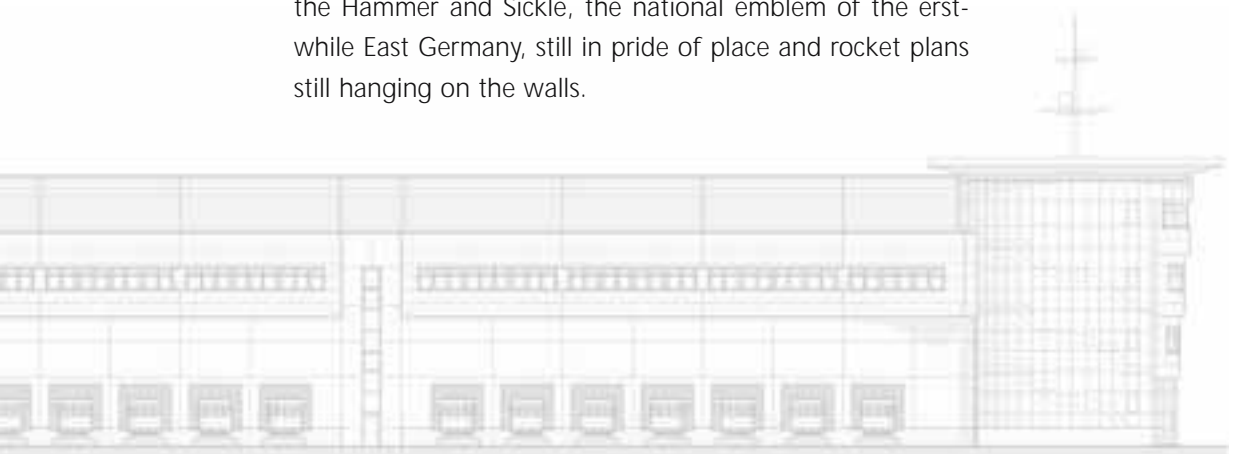 the Hammer and Sickle, the national emblem of the erst-
while East Germany, still in pride of place and rocket plans
still hanging on the walls.